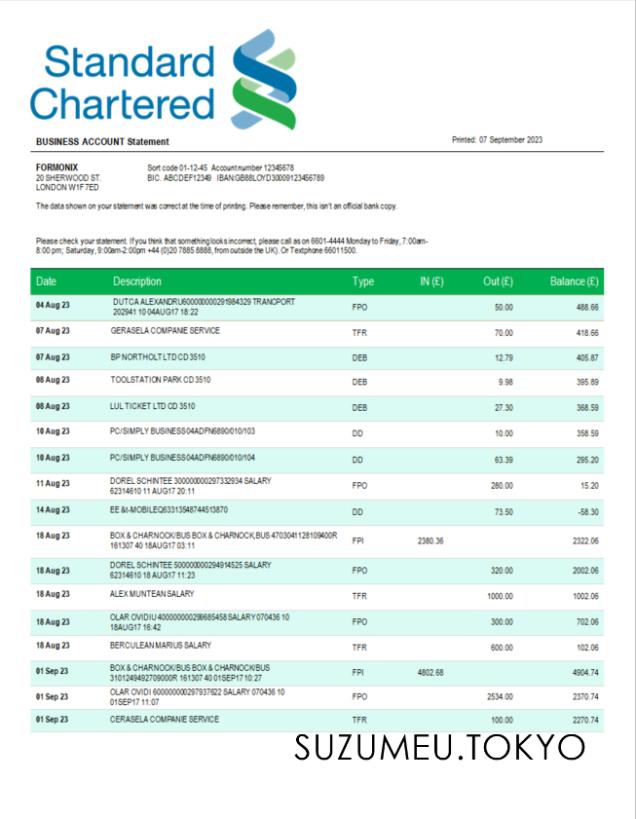 Standard
Chartered
BUSINESS ACCOUNT Statement
Printed: 07 September 2023
FORMONIX
20 SHERWOOD ST.
LONDON W1F7ED
Sort code 01-12-45 Account number 12345678
BIC. ABCDEF12349 IBAN:GB88LOYD30009123456789
The data shown on your statement was correct at the time of printing. Please remember, this isn't an official bank copy.
Please check your statement. If you think that something looks incorrect, please call as on 6601-4444 Monday to Friday, 7:00am-
8:00 pm; Saturday, 9:00am-2:00pm +44 (0)20 7885 8888, from outside the UK). Or Textphone 66011500.
Date Description Type IN (£) Out (£) Balance (£)
04 Aug 23 DUTCA ALEXANDRU600000000291984329 TRANCPORT FPO 50.00 488.66
202941 10 04AUG17 18:22
07 Aug 23 GERASELA COMPANIE SERVICE TFR 70.00 418.66
07 Aug 23 BP NORTHOLT LTD CD 3510 DEB 12.79 405.87
08 Aug 23 TOOLSTATION PARK CD 3510 DEB 9.98 395.89
08 Aug 23 LUL TICKET LTD CD 3510 DEB 27.30 368.59
10 Aug 23 PC/SIMPLY BUSINESS04ADFN6890/010/103 DD 10.00 358.59
10 Aug 23 PC/SIMPLY BUSINESS04ADFN6890/010/104 DD 63.39 295.20
11 Aug 23 DOREL SCHINTEE 300000000297332934 SALARY FPO 280.00 15.20
62314610 11 AUG17 20:11
14 Aug 23 EE &t-MOBILEQ63313548744513870 DD 73.50 -58.30
18 Aug 23 BOX & CHARNOCK/BUS BOX & CHARNOCK,BUS 4703041128109400R FPI 2380.36 2322.06
161307 40 18AUG17 03:11
18 Aug 23 DOREL SCHINTEE 500000000294914525 SALARY FPO 320.00 2002.06
62314610 18 AUG17 11:23
18 Aug 23 ALEX MUNTEAN SALARY TFR 1000.00 1002.06
18 Aug 23 OLAR OVIDIU 400000000299685458 SALARY 070436 10 FPO 300.00 702.06
18AUG17 16:42
18 Aug 23 BERCULEAN MARIUS SALARY TFR 600.00 102.06
01 Sep 23 BOX & CHARNOCK/BUS BOX & CHARNOCK/BUS FPI 4802.68 4904.74
3101249492709000R 161307 40 01SEP17 10:27
01 Sep 23 OLAR OVIDI 600000000297937622 SALARY 070436 10 FPO 2534.00 2370.74
01SEP17 11:07
01 Sep 23 CERASELA COMPANIE SERVICE TFR 100.00 2270.74
SUZUMEU.TOKYO